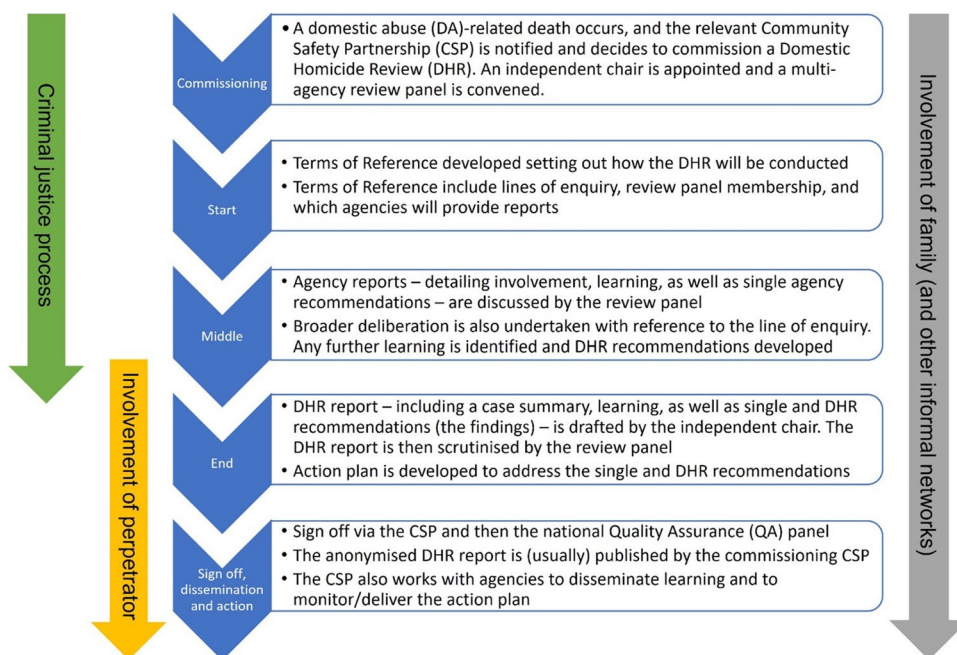 Criminal justice process
Involvement of perpetrator
Commissioning
• A domestic abuse (DA)-related death occurs, and the relevant Community
Safety Partnership (CSP) is notified and decides to commission a Domestic
Homicide Review (DHR). An independent chair is appointed and a multi-
agency review panel is convened.
Start
• Terms of Reference developed setting out how the DHR will be conducted
• Terms of Reference include lines of enquiry, review panel membership, and
which agencies will provide reports
Middle
• Agency reports – detailing involvement, learning, as well as single agency
recommendations – are discussed by the review panel
• Broader deliberation is also undertaken with reference to the line of enquiry.
Any further learning is identified and DHR recommendations developed
End
• DHR report – including a case summary, learning, as well as single and DHR
recommendations (the findings) – is drafted by the independent chair. The
DHR report is then scrutinised by the review panel
• Action plan is developed to address the single and DHR recommendations
Sign off,
dissemination
and action
• Sign off via the CSP and then the national Quality Assurance (QA) panel
• The anonymised DHR report is (usually) published by the commissioning CSP
• The CSP also works with agencies to disseminate learning and to
monitor/deliver the action plan
Involvement of family (and other informal networks)